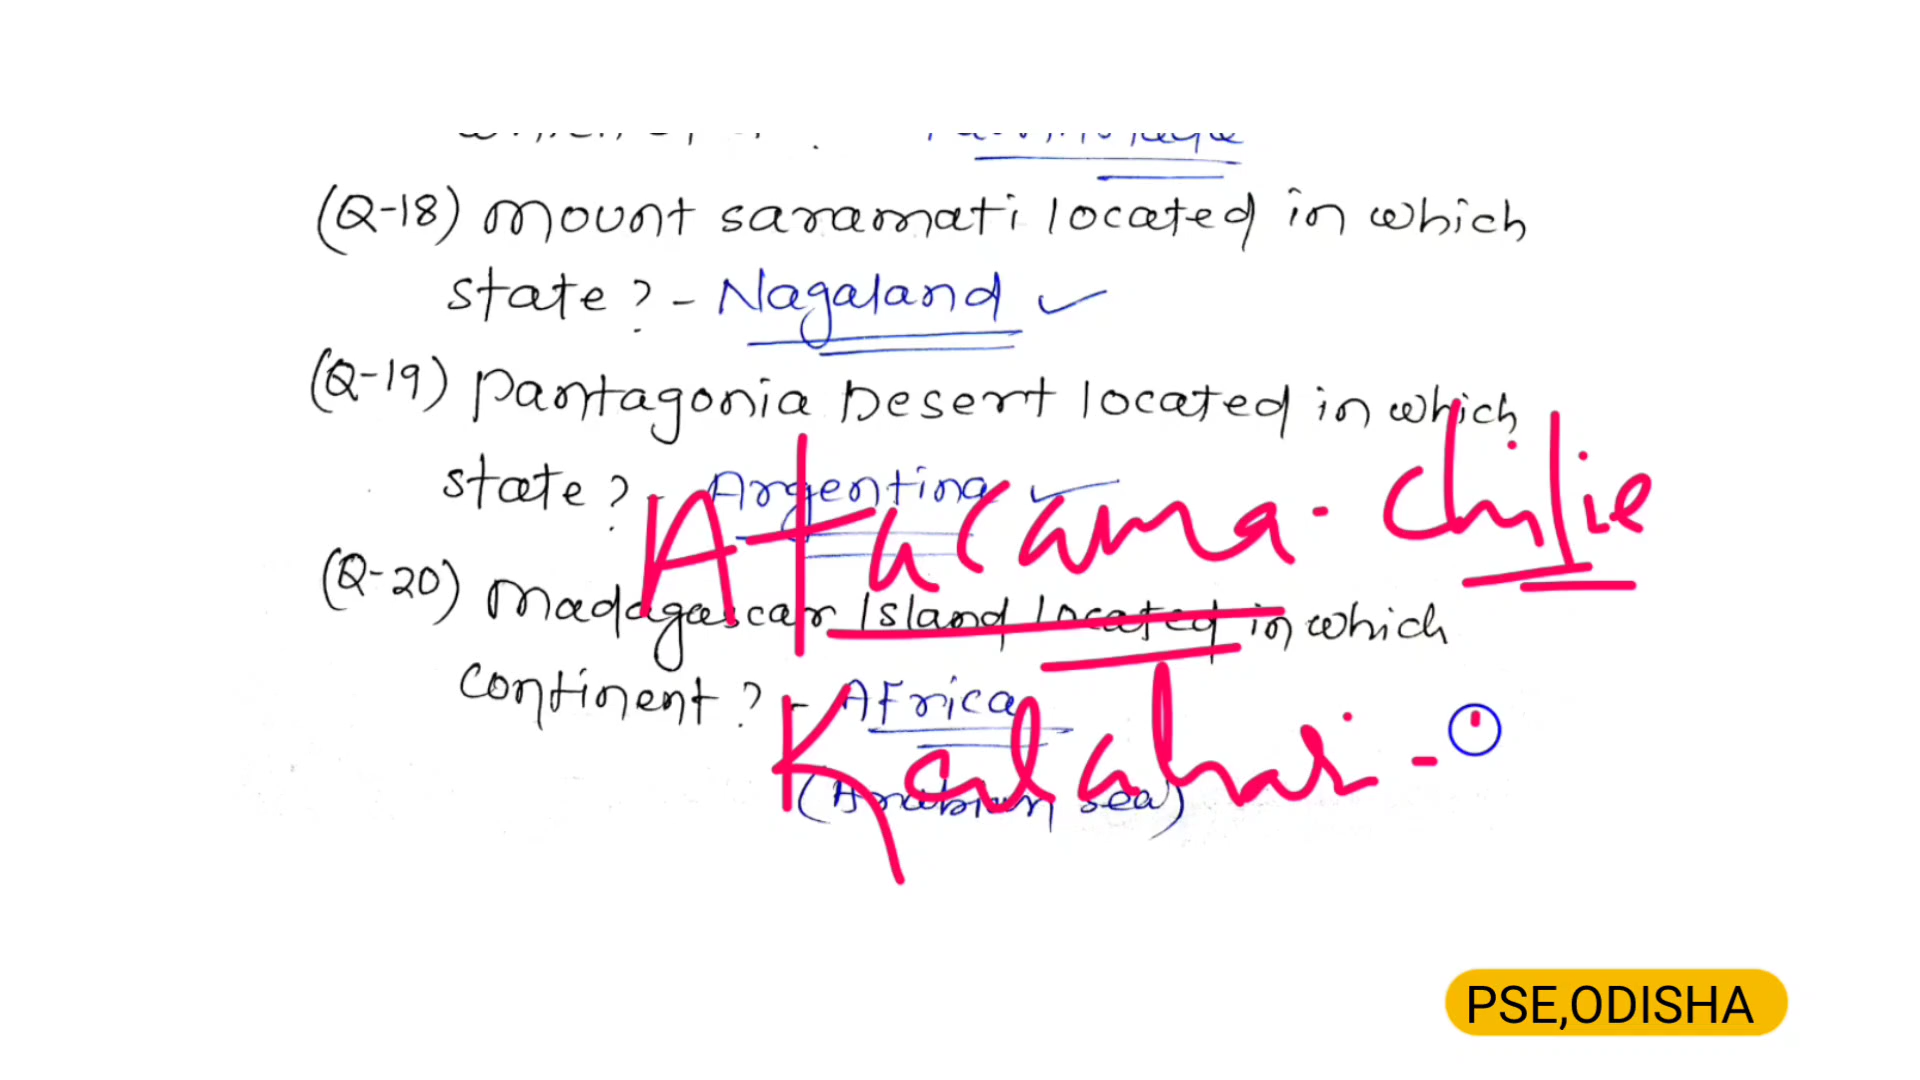 (Q-18) Mount saramati located in which
state ? - Nagaland ✓
(Q-19) Pantagonia Desert located in which
state ? - Argentina ✓
Atacama - Chilie
(Q-20) Madagascar Island located in which
continent ? - Africa
Kalahari -
(Arabian sea)
PSE,ODISHA